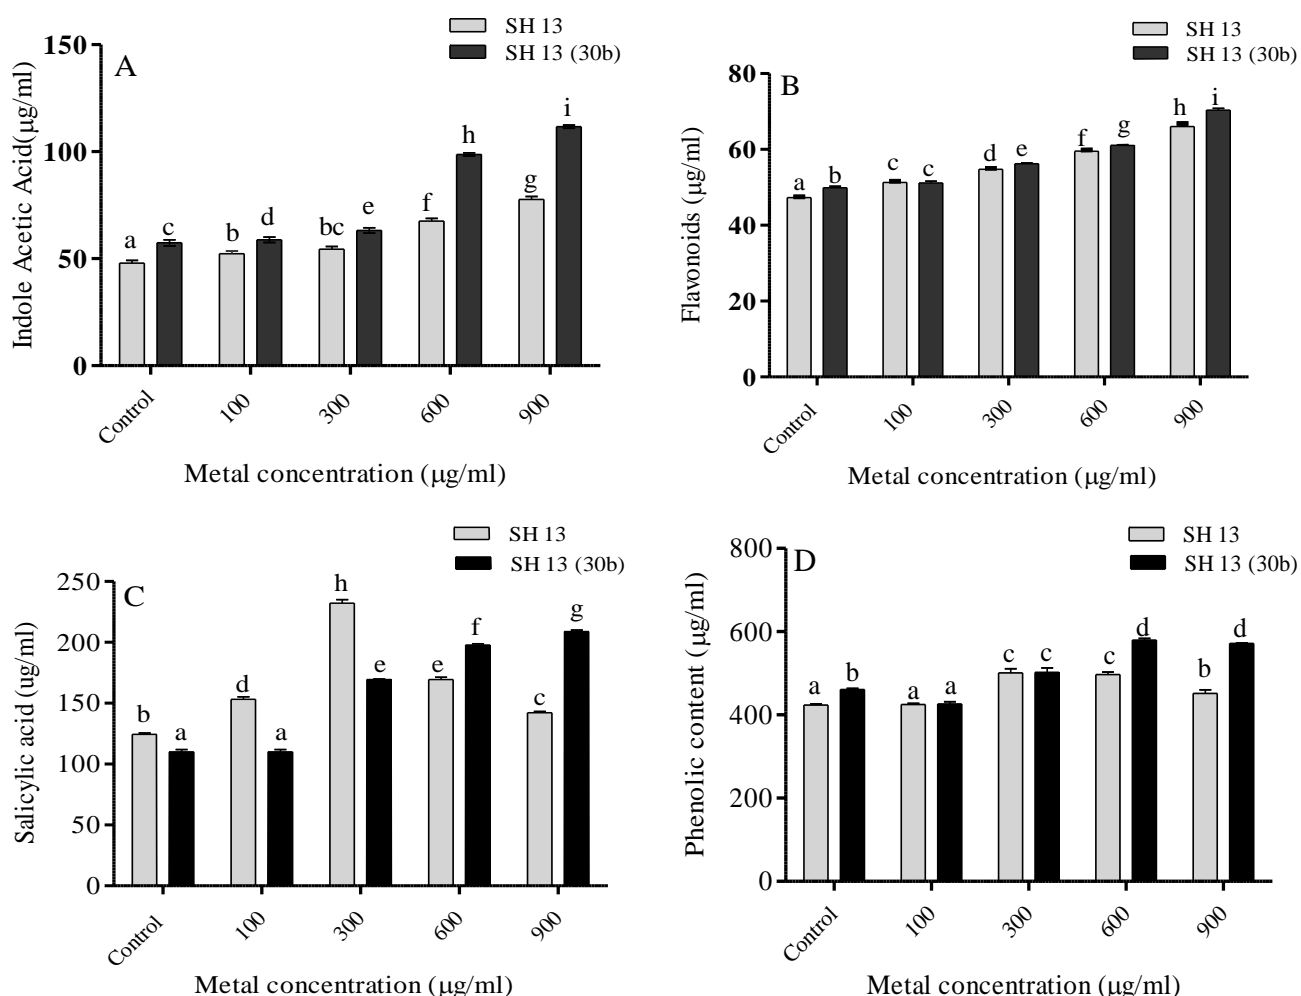 SH 13
SH 13 (30b)
A
Indole Acetic Acid(μg/ml)
150
100
50
0
a
c
b
d
bc
e
f
h
g
i
Control
100
300
600
900
Metal concentration (μg/ml)
SH 13
SH 13 (30b)
B
Flavonoids (μg/ml)
80
60
40
20
0
a
b
c
c
d
e
f
g
h
i
Control
100
300
600
900
Metal concentration (μg/ml)
SH 13
SH 13 (30b)
C
Salicylic acid (ug/ml)
250
200
150
100
50
0
b
a
d
a
h
e
e
f
c
g
Control
100
300
600
900
Metal concentration (μg/ml)
SH 13
SH 13 (30b)
D
Phenolic content (μg/ml)
800
600
400
200
0
a
b
a
a
c
c
c
d
b
d
Control
100
300
600
900
Metal concentration (μg/ml)